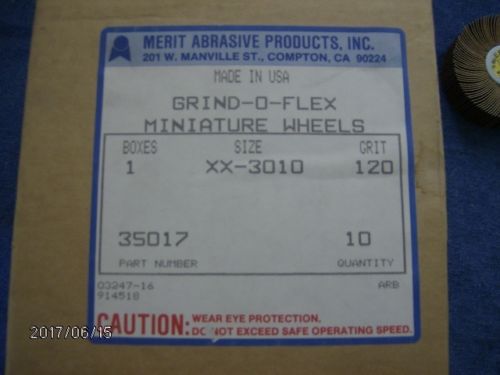 MERIT ABRASIVE PRODUCTS, INC.
201 W. MANVILLE ST., COMPTON, CA 90224
MADE IN USA
GRIND-O-FLEX
MINIATURE WHEELS
BOXES SIZE GRIT
1 XX-3010 120
35017 10
PART NUMBER QUANTITY
03247-16 ARB
914518
CAUTION: WEAR EYE PROTECTION,
DO NOT EXCEED SAFE OPERATING SPEED.
2017/06/15